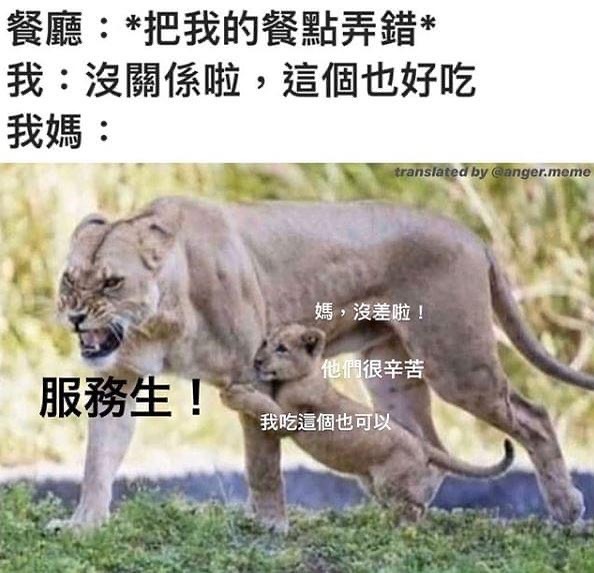 餐廳：*把我的餐點弄錯*
我：沒關係啦，這個也好吃
我媽：
translated by @anger.meme
媽，沒差啦！
他們很辛苦
服務生！
我吃這個也可以